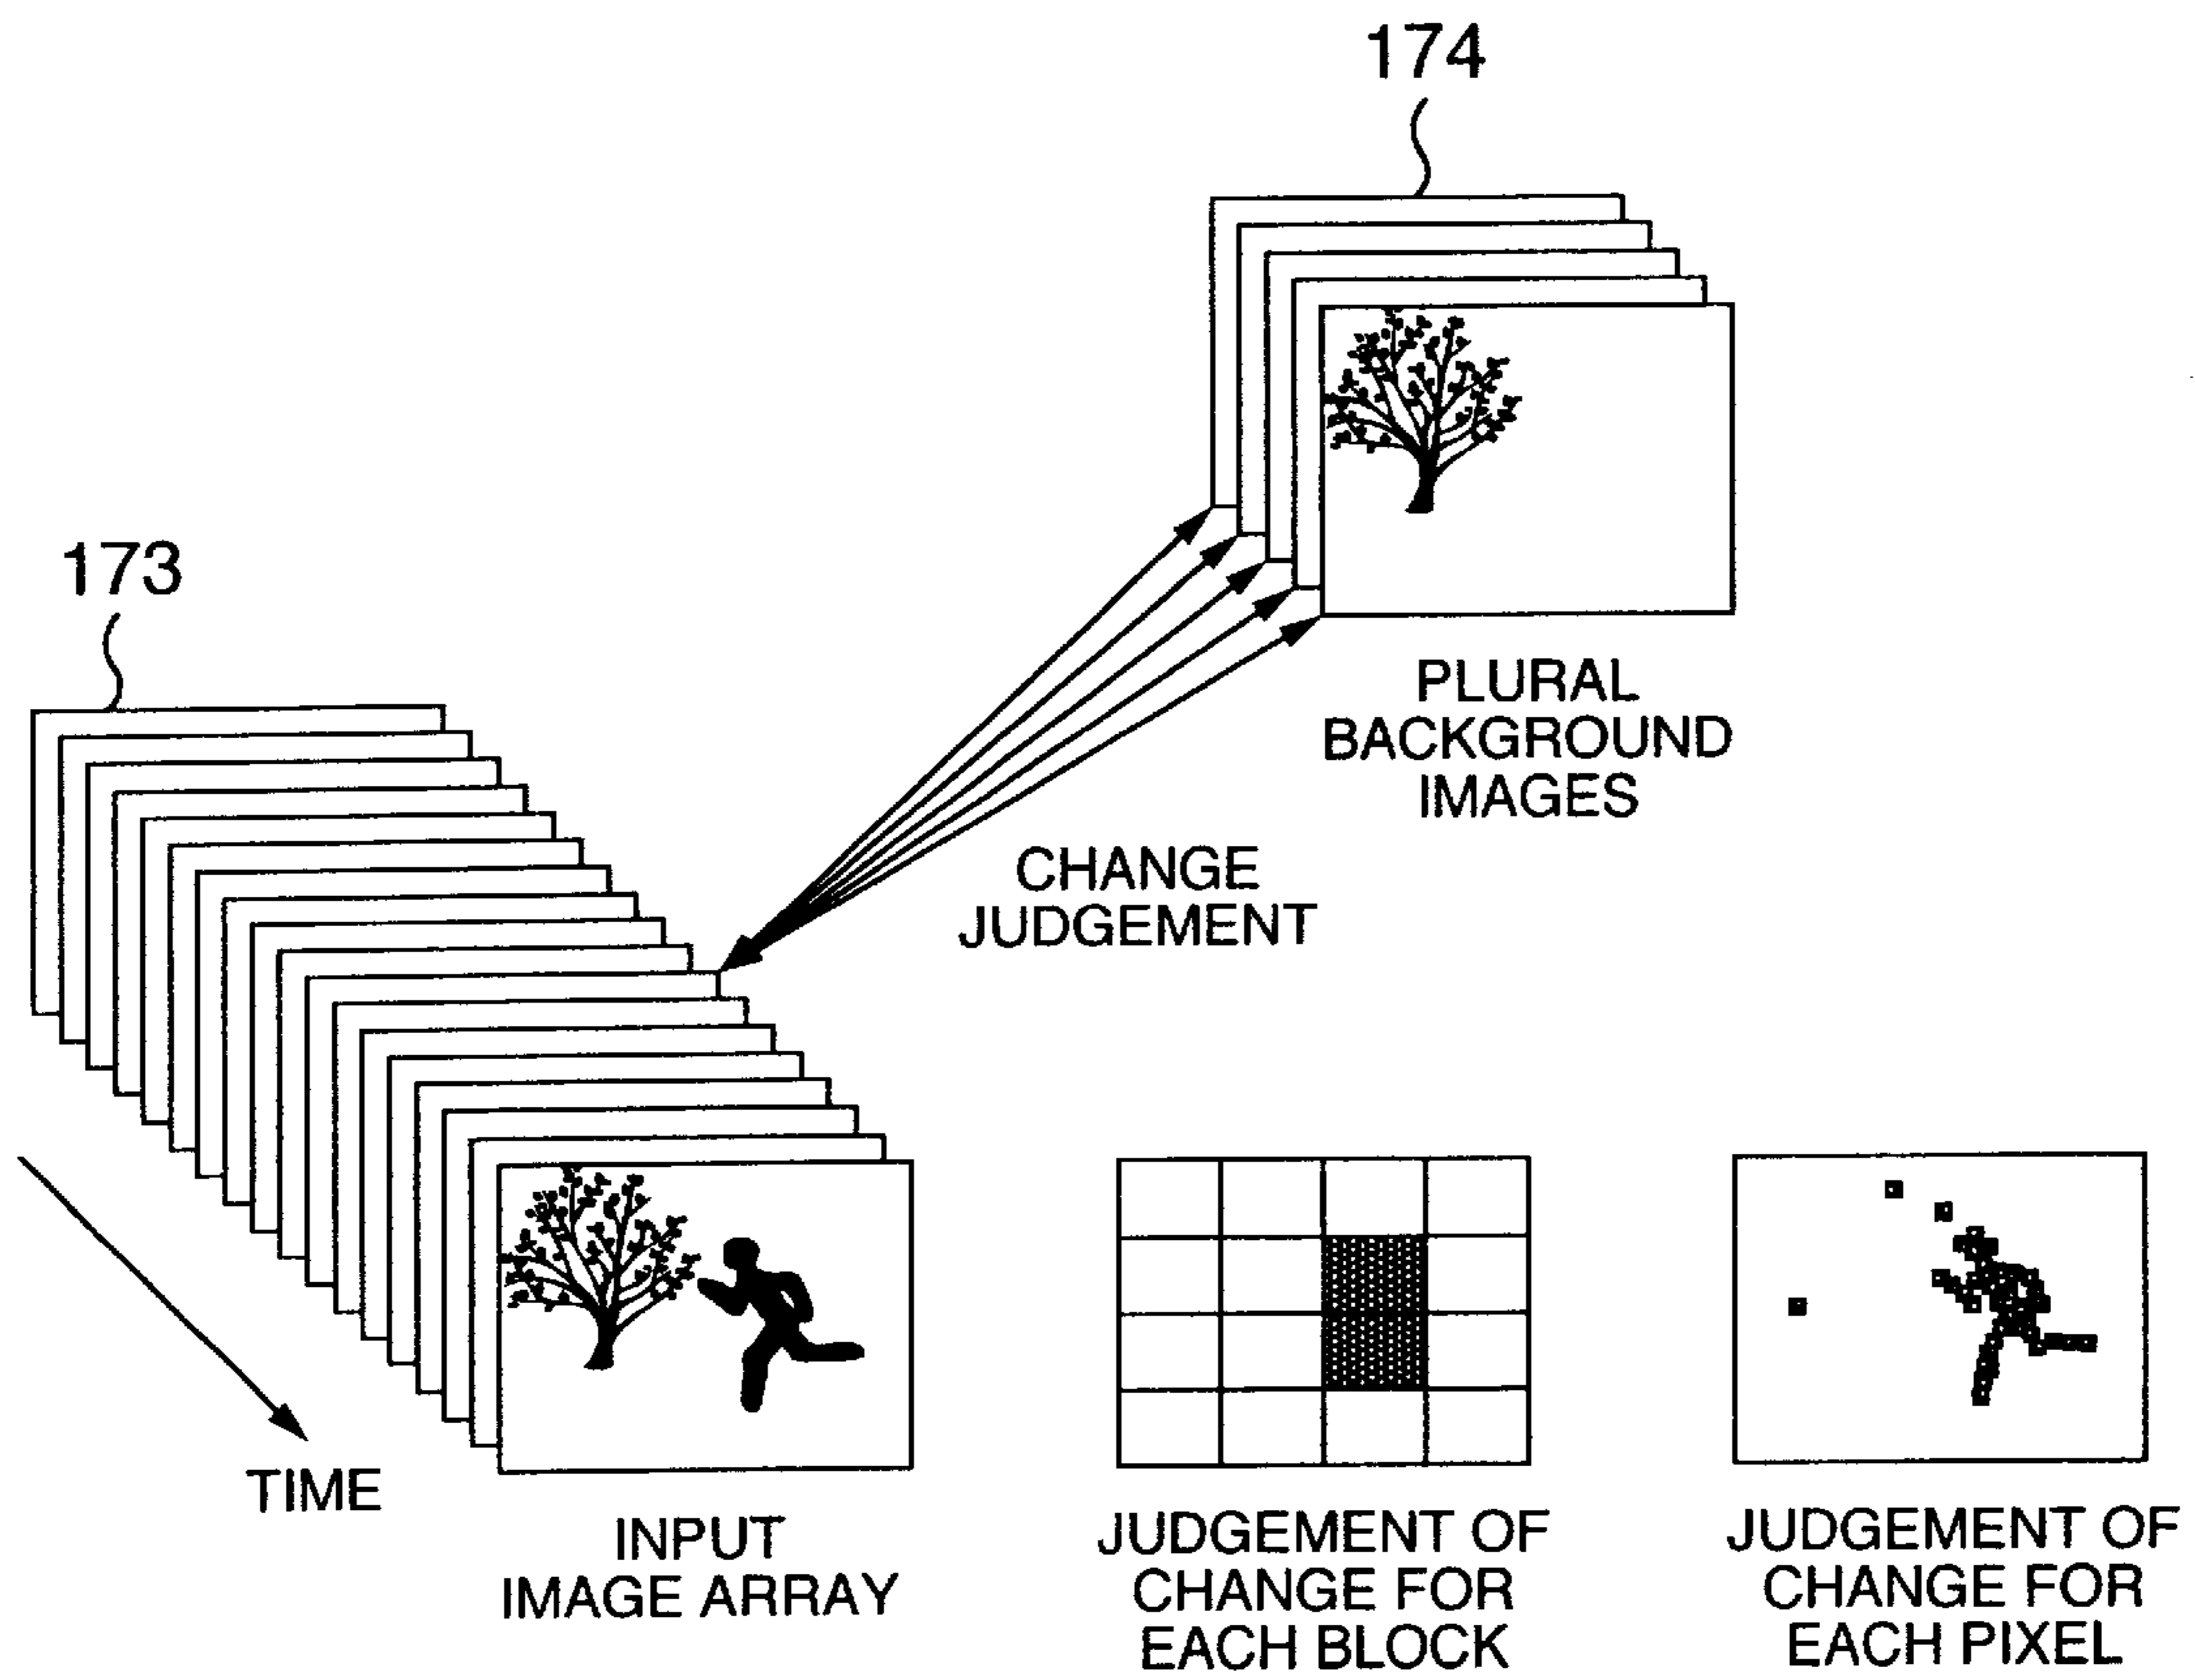 174
173
PLURAL
BACKGROUND
IMAGES
CHANGE
JUDGEMENT
TIME
INPUT
IMAGE ARRAY
JUDGEMENT OF
CHANGE FOR
EACH BLOCK
JUDGEMENT OF
CHANGE FOR
EACH PIXEL